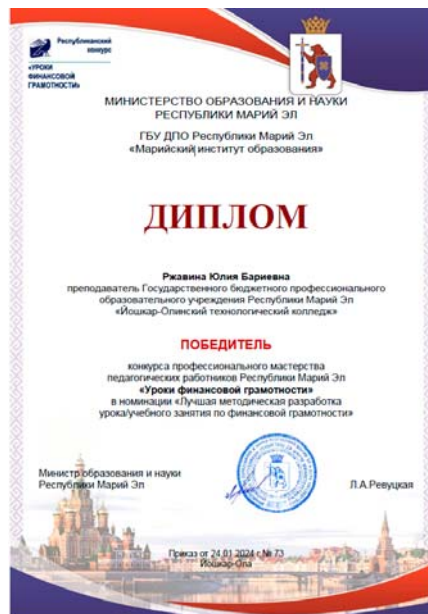 Республиканский
конкурс
«УРОКИ
ФИНАНСОВОЙ
ГРАМОТНОСТИ»
МИНИСТЕРСТВО ОБРАЗОВАНИЯ И НАУКИ
РЕСПУБЛИКИ МАРИЙ ЭЛ
ГБУ ДПО Республики Марий Эл
«Марийский институт образования»
ДИПЛОМ
Ржавина Юлия Бариевна
преподаватель Государственного бюджетного профессионального
образовательного учреждения Республики Марий Эл
«Йошкар-Олинский технологический колледж»
ПОБЕДИТЕЛЬ
конкурса профессионального мастерства
педагогических работников Республики Марий Эл
«Уроки финансовой грамотности»
в номинации «Лучшая методическая разработка
урока/учебного занятия по финансовой грамотности»
Министр образования и науки
Республики Марий Эл
Л.А.Ревуцкая
Приказ от 24.01.2024 г.№ 73
Йошкар-Ола